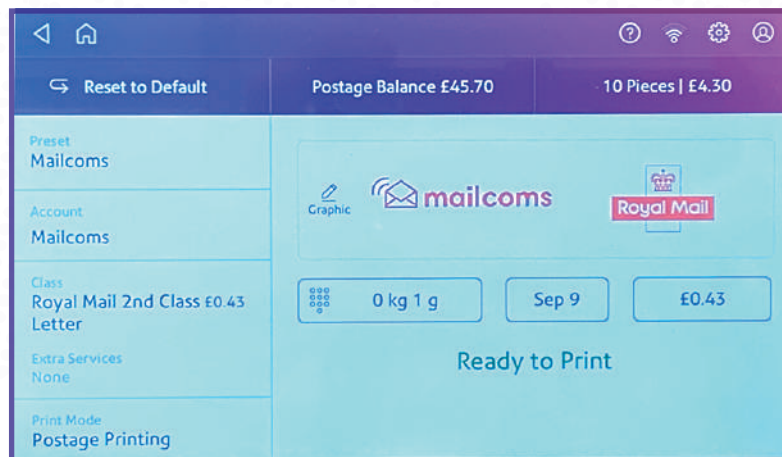 Reset to Default
Postage Balance £45.70
10 Pieces | £4.30
Preset
Mailcoms
Account
Mailcoms
Class
Royal Mail 2nd Class £0.43
Letter
Extra Services
None
Print Mode
Postage Printing
Graphic
mailcoms
Royal Mail
0 kg 1 g
Sep 9
£0.43
Ready to Print